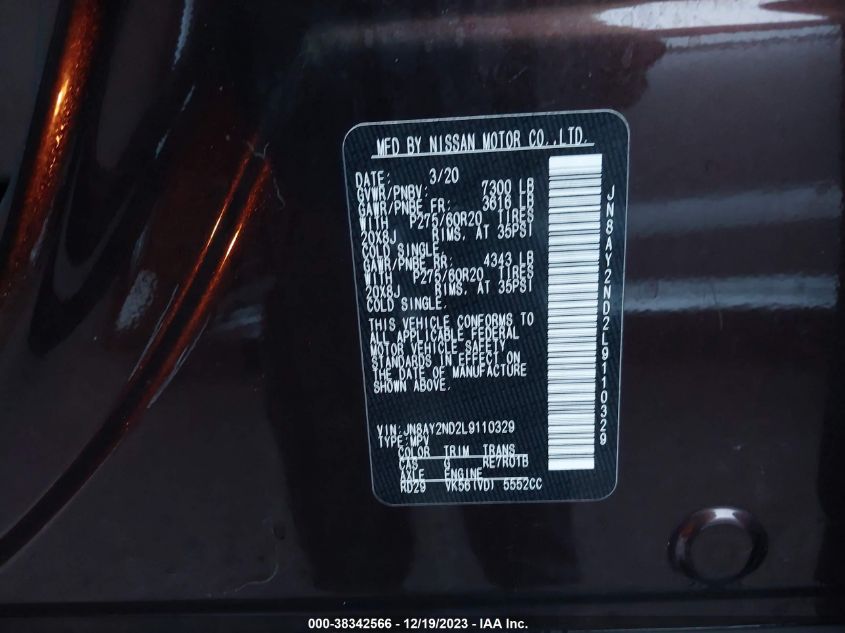 MFD BY NISSAN MOTOR CO.,LTD.
DATE: 3/20
GVWR/PNBV: 7300 LB
GAWR/PNBE FR: 3616 LB
WITH P275/60R20 TIRES
20X8J RIMS, AT 35PSI
COLD SINGLE.
GAWR/PNBE RR: 4343 LB
WITH P275/60R20 TIRES
20X8J RIMS, AT 35PSI
COLD SINGLE.
THIS VEHICLE CONFORMS TO
ALL APPLICABLE FEDERAL
MOTOR VEHICLE SAFETY
STANDARDS IN EFFECT ON
THE DATE OF MANUFACTURE
SHOWN ABOVE.
VIN:JN8AY2ND2L9110329
TYPE:MPV
COLOR TRIM TRANS
CAS G RE7R01B
AXLE ENGINE
RD29 VK56(VD) 5552CC
JN8AY2ND2L9110329
000-38342566 - 12/19/2023 - IAA Inc.